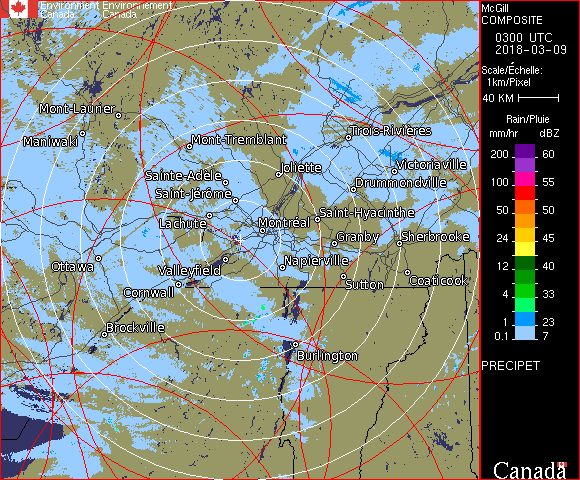 Environment Environnement
Canada Canada
McGill
COMPOSITE
0300 UTC
2018-03-09
Scale/Échelle:
1km/Pixel
40 KM
Rain/Pluie
mm/hr dBZ
200 60
100 55
50 50
24 45
12 40
4 33
1 23
0.1 7
PRECIPET
Canada
Mont-Laurier
Maniwaki
Mont-Tremblant
Trois-Rivières
Joliette
Victoriaville
Sainte-Adèle
Drummondville
Saint-Jérôme
Lachute
Saint-Hyacinthe
Montréal
Granby
Sherbrooke
Ottawa
Valleyfield
Napierville
Cornwall
Sutton
Coaticook
Brockville
Burlington